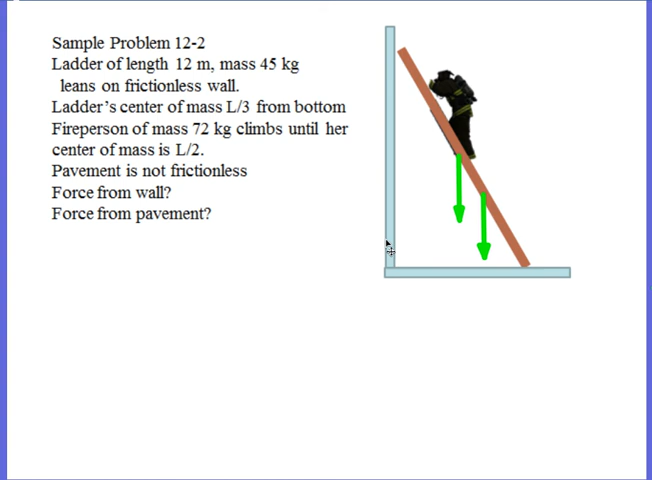 Sample Problem 12-2
Ladder of length 12 m, mass 45 kg
leans on frictionless wall.
Ladder's center of mass L/3 from bottom
Fireperson of mass 72 kg climbs until her
center of mass is L/2.
Pavement is not frictionless
Force from wall?
Force from pavement?